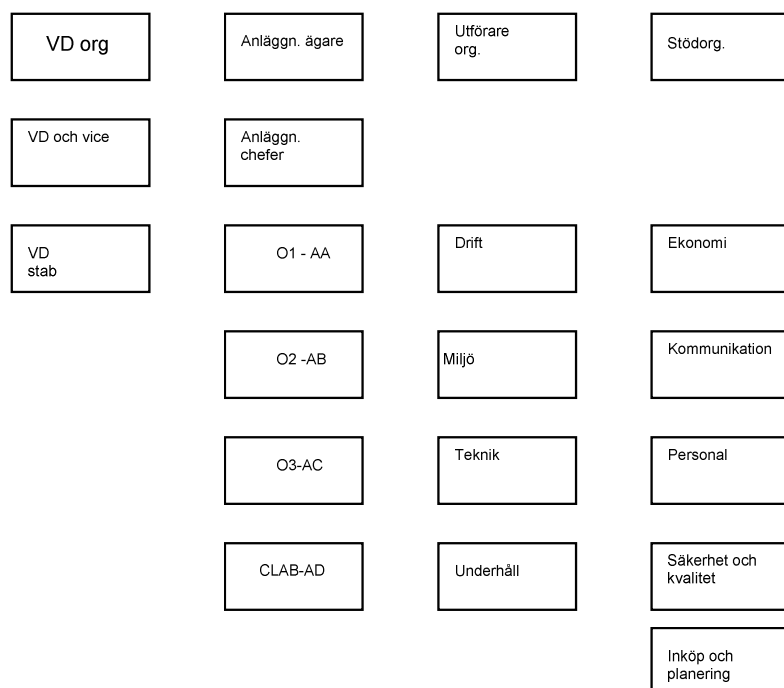 VD org
Anläggn. ägare
Utförare
org.
Stödorg.
VD och vice
Anläggn.
chefer
VD
stab
O1 - AA
Drift
Ekonomi
O2 -AB
Miljö
Kommunikation
O3-AC
Teknik
Personal
CLAB-AD
Underhåll
Säkerhet och
kvalitet
Inköp och
planering